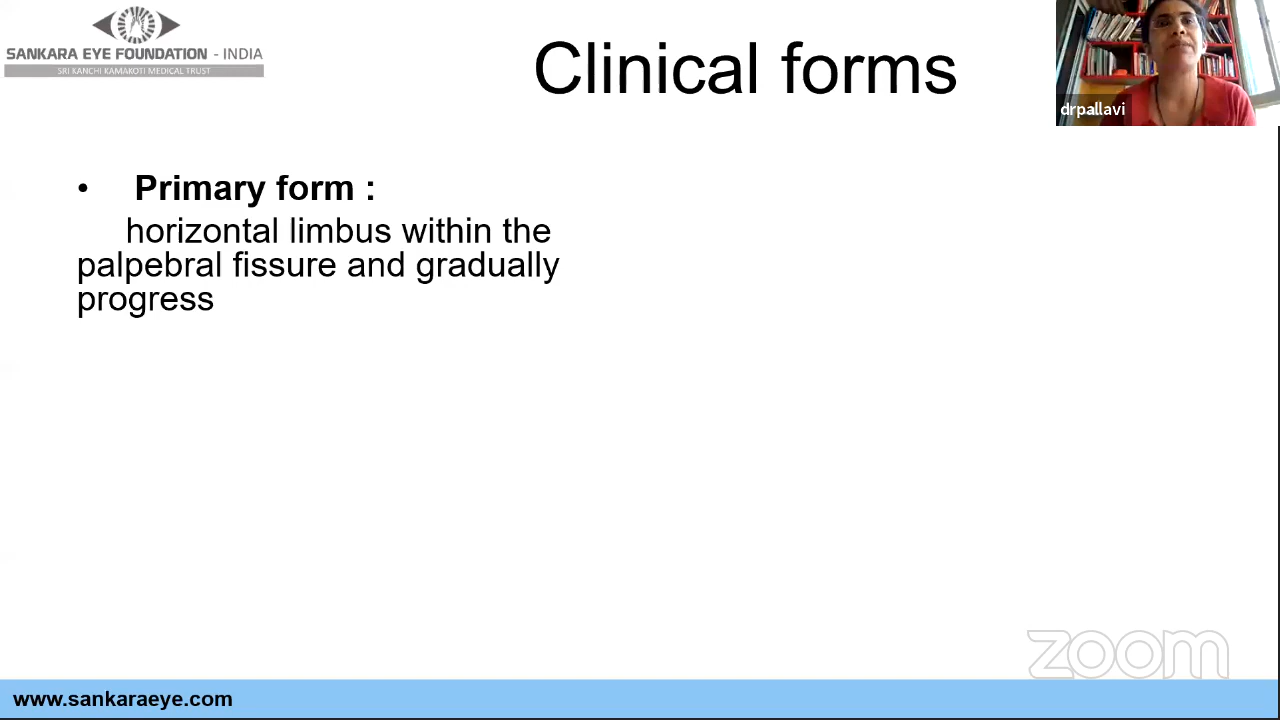 SANKARA EYE FOUNDATION - INDIA
SRI KANCHI KAMAKOTI MEDICAL TRUST
Clinical forms
drpallavi
• Primary form :
horizontal limbus within the
palpebral fissure and gradually
progress
zoom
www.sankaraeye.com